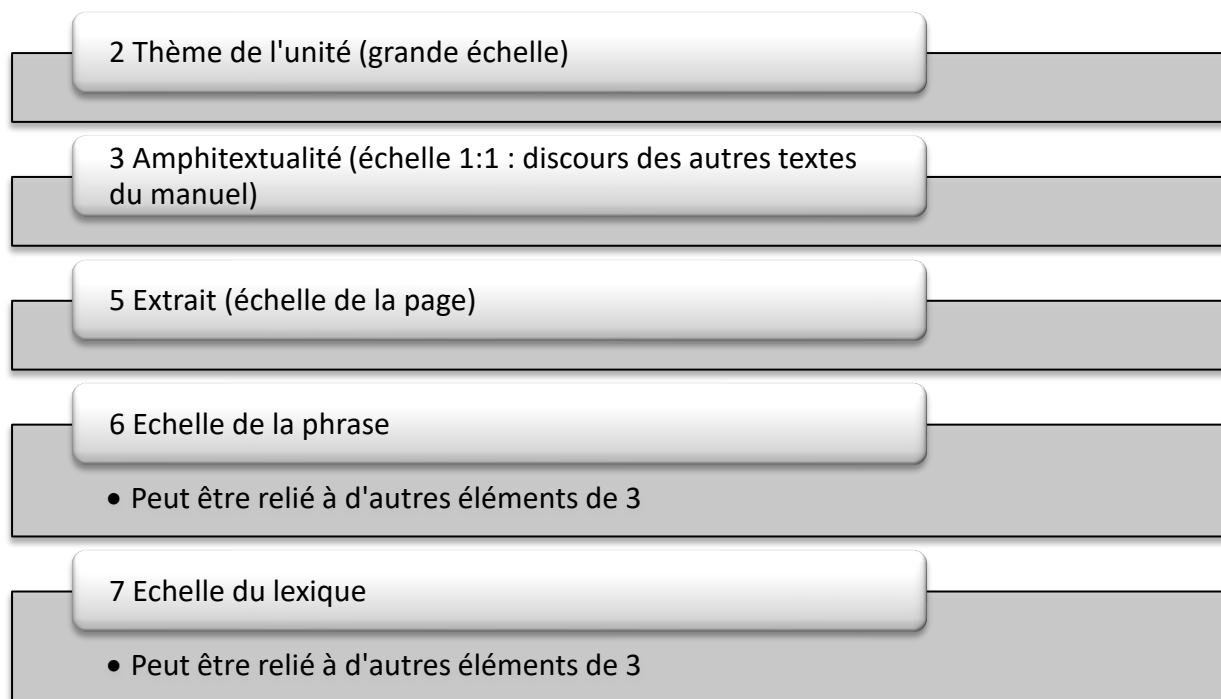 2 Thème de l'unité (grande échelle)
3 Amphitextualité (échelle 1:1 : discours des autres textes
du manuel)
5 Extrait (échelle de la page)
6 Echelle de la phrase
• Peut être relié à d'autres éléments de 3
7 Echelle du lexique
• Peut être relié à d'autres éléments de 3